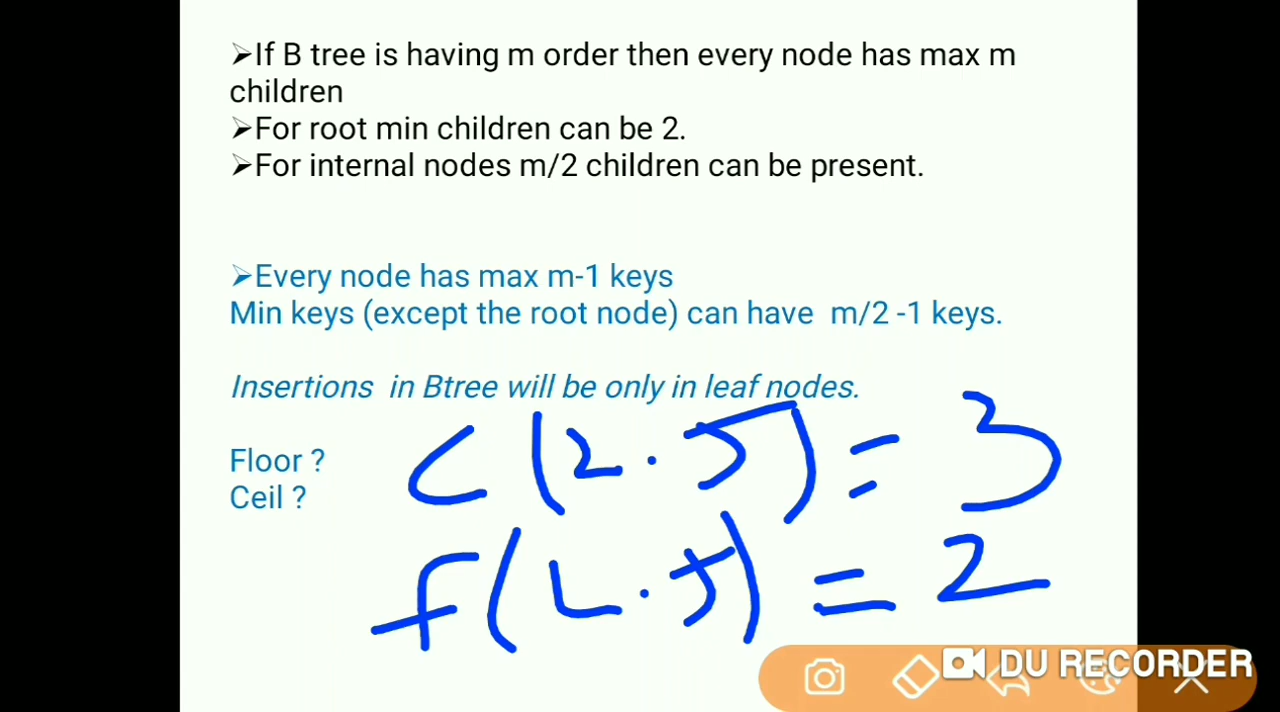 ➢If B tree is having m order then every node has max m
children
➢For root min children can be 2.
➢For internal nodes m/2 children can be present.
➢Every node has max m-1 keys
Min keys (except the root node) can have m/2 -1 keys.
Insertions in Btree will be only in leaf nodes.
Floor ?
Ceil ?
C(2.5) = 3
f(2.5) = 2
DU RECORDER